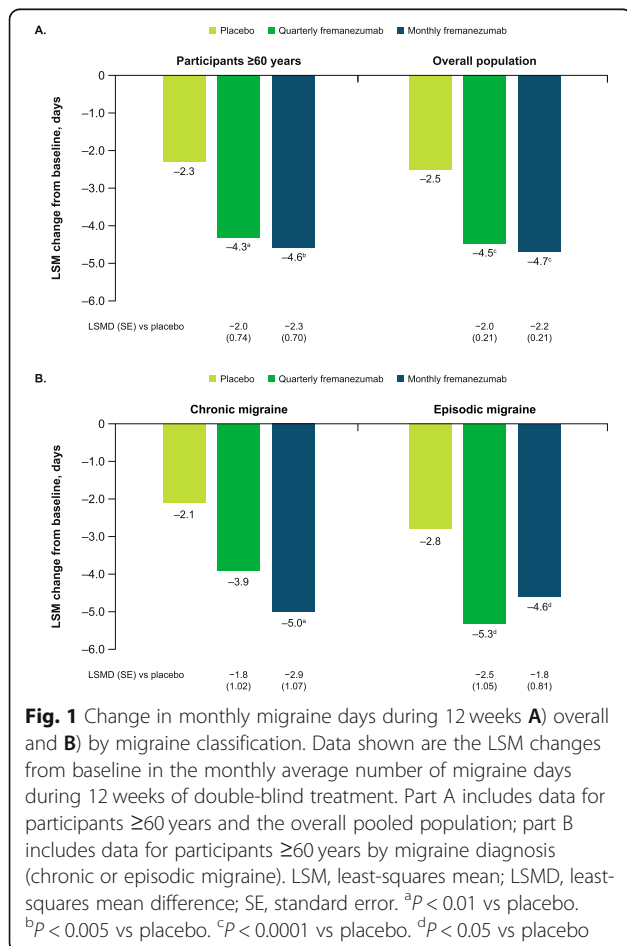 A.
Placebo Quarterly fremanezumab Monthly fremanezumab
Participants ≥60 years Overall population
LSM change from baseline, days
0
−1.0
−2.0
−3.0
−4.0
−5.0
−6.0
−2.3
−4.3ᵃ
−4.6ᵇ
−2.5
−4.5ᶜ
−4.7ᶜ
LSMD (SE) vs placebo −2.0 −2.3 −2.0 −2.2
(0.74) (0.70) (0.21) (0.21)
B.
Placebo Quarterly fremanezumab Monthly fremanezumab
Chronic migraine Episodic migraine
LSM change from baseline, days
0
−1.0
−2.0
−3.0
−4.0
−5.0
−6.0
−2.1
−3.9
−5.0ᵃ
−2.8
−5.3ᵈ
−4.6ᵈ
LSMD (SE) vs placebo −1.8 −2.9 −2.5 −1.8
(1.02) (1.07) (1.05) (0.81)
Fig. 1 Change in monthly migraine days during 12 weeks A) overall
and B) by migraine classification. Data shown are the LSM changes
from baseline in the monthly average number of migraine days
during 12 weeks of double-blind treatment. Part A includes data for
participants ≥60 years and the overall pooled population; part B
includes data for participants ≥60 years by migraine diagnosis
(chronic or episodic migraine). LSM, least-squares mean; LSMD, least-
squares mean difference; SE, standard error. ᵃP < 0.01 vs placebo.
ᵇP < 0.005 vs placebo. ᶜP < 0.0001 vs placebo. ᵈP < 0.05 vs placebo